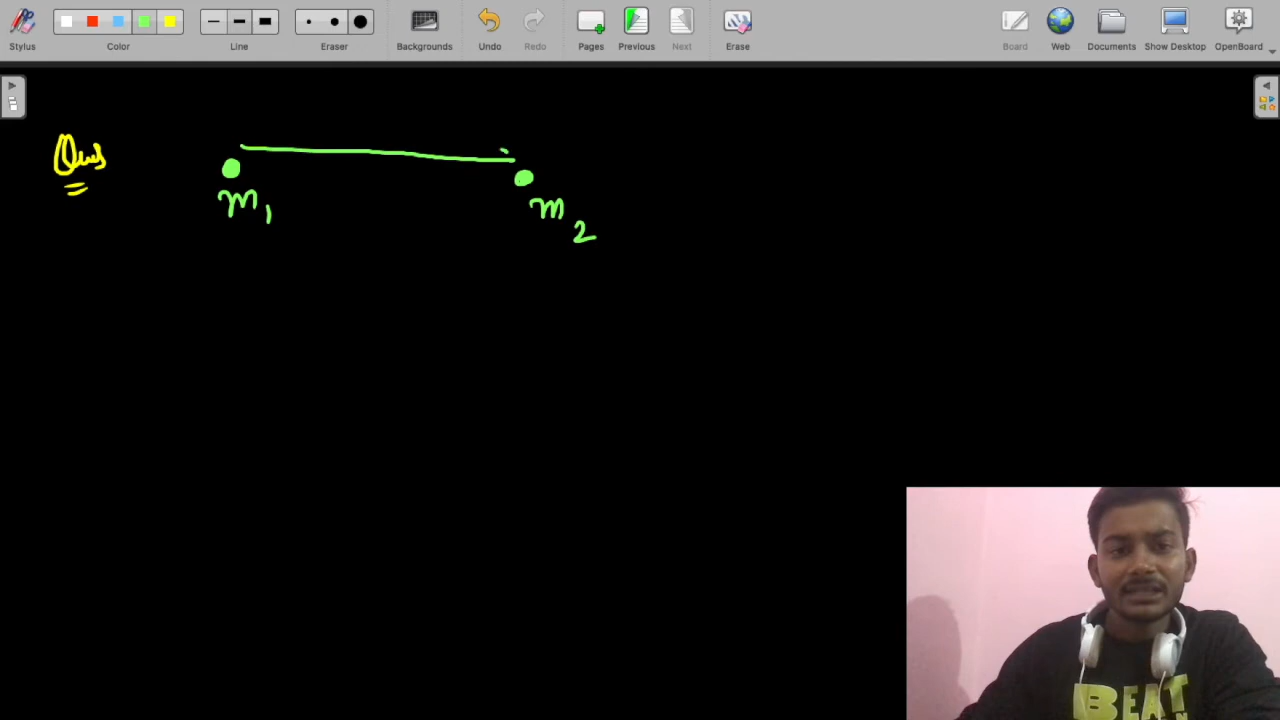 Stylus
Color
Line
Eraser
Backgrounds
Undo
Redo
Pages
Previous
Next
Erase
Board
Web
Documents
Show Desktop
OpenBoard
Ques
m1
m2
BEAT